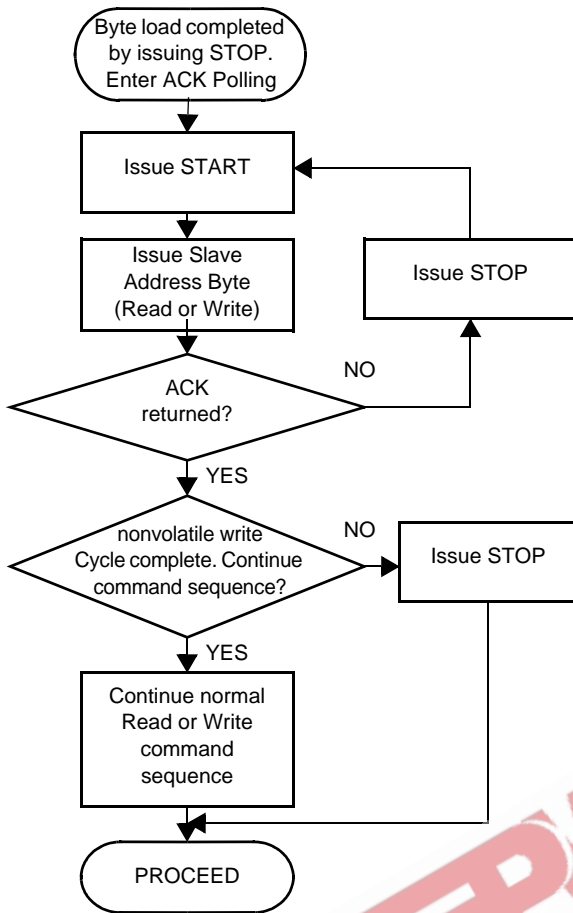 Byte load completed
by issuing STOP.
Enter ACK Polling
Issue START
Issue Slave
Address Byte
(Read or Write)
Issue STOP
ACK
returned?
NO
YES
nonvolatile write
Cycle complete. Continue
command sequence?
NO
Issue STOP
YES
Continue normal
Read or Write
command
sequence
PROCEED